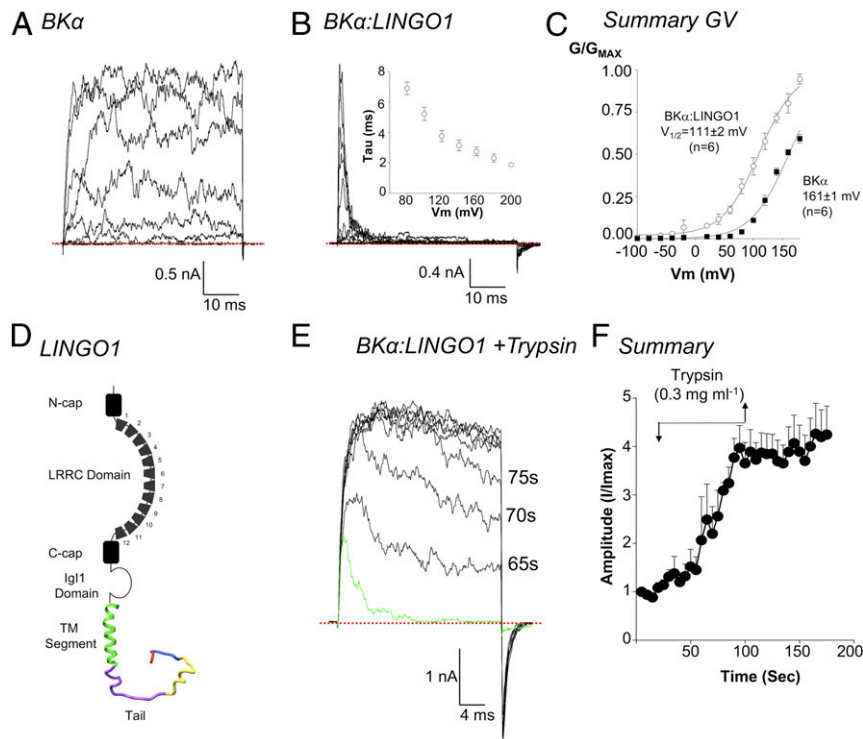 A BKα
0.5 nA
10 ms
B BKα:LINGO1
Tau (ms)
8
6
4
2
80 120 160 200
Vm (mV)
0.4 nA
10 ms
C Summary GV
G/GMAX
1.00
0.75
0.50
0.25
0.00
-100 -50 0 50 100 150
Vm (mV)
BKα:LINGO1
V1/2=111±2 mV
(n=6)
BKα
161±1 mV
(n=6)
D LINGO1
N-cap
LRRC Domain
1
2
3
4
5
6
7
8
9
10
11
12
C-cap
IgI1
Domain
TM
Segment
Tail
E BKα:LINGO1 +Trypsin
75s
70s
65s
1 nA
4 ms
F Summary
Trypsin
(0.3 mg ml-1)
Amplitude (I/Imax)
5
4
3
2
1
0
50 100 150 200
Time (Sec)